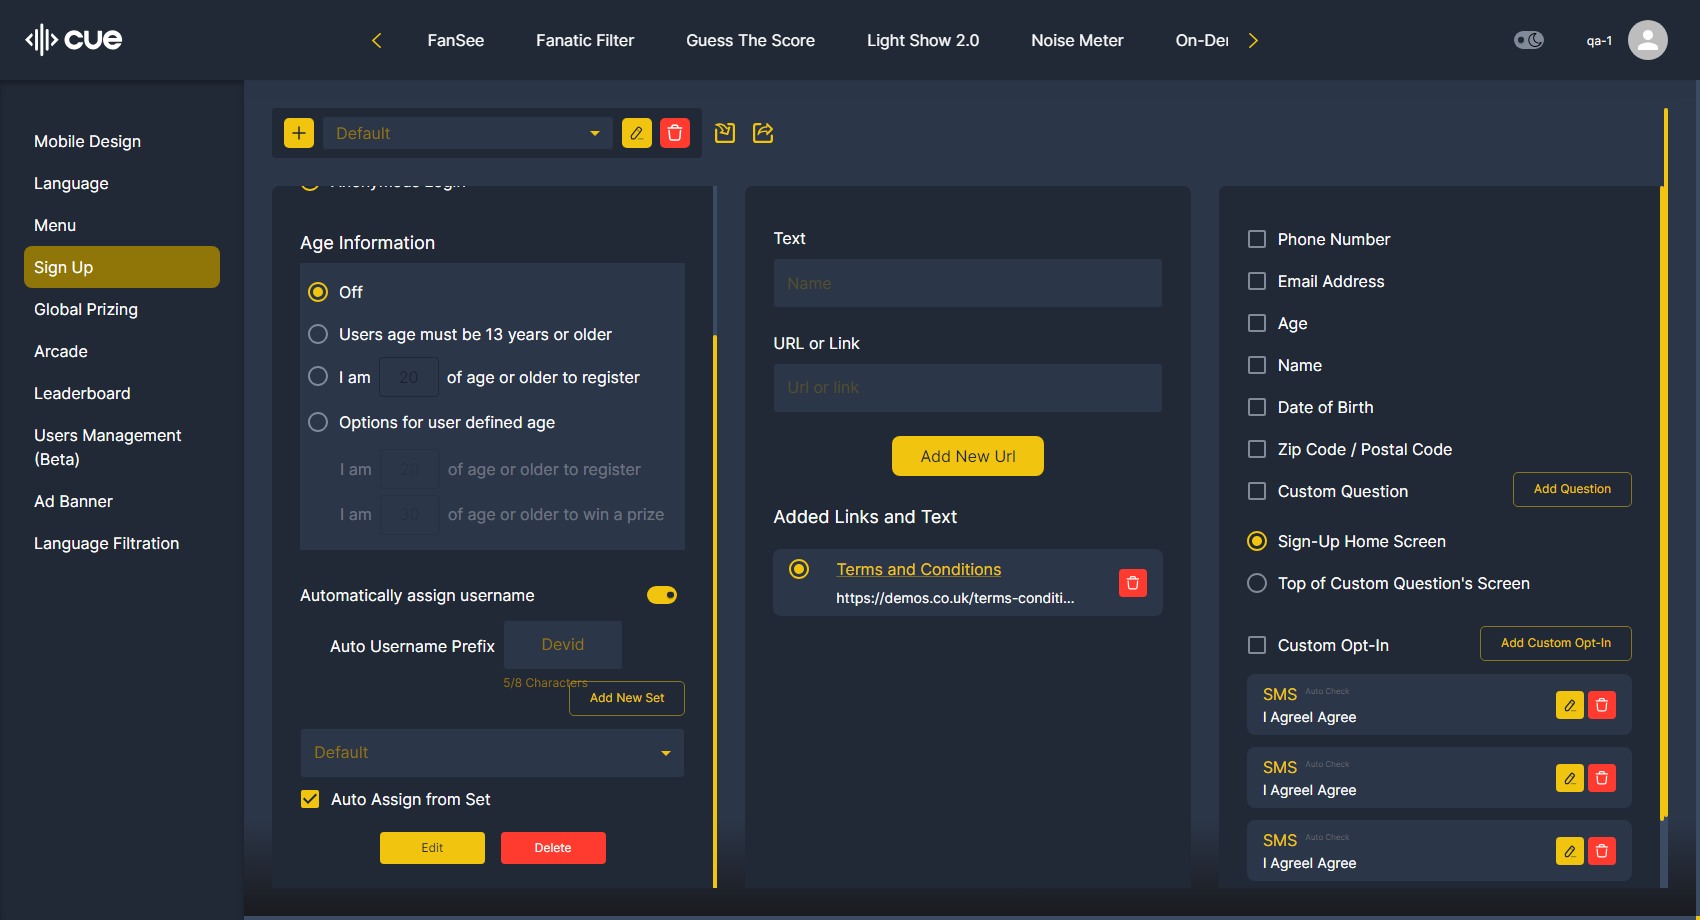 cue
FanSee
Fanatic Filter
Guess The Score
Light Show 2.0
Noise Meter
On-Der
qa-1
Mobile Design
Language
Menu
Sign Up
Global Prizing
Arcade
Leaderboard
Users Management
(Beta)
Ad Banner
Language Filtration
Default
Anonymous Login
Age Information
Off
Users age must be 13 years or older
I am 20 of age or older to register
Options for user defined age
I am 20 of age or older to register
I am 30 of age or older to win a prize
Automatically assign username
Auto Username Prefix Devid
5/8 Characters
Add New Set
Default
Auto Assign from Set
Edit
Delete
Text
Name
URL or Link
Url or link
Add New Url
Added Links and Text
Terms and Conditions
https://demos.co.uk/terms-conditi...
Phone Number
Email Address
Age
Name
Date of Birth
Zip Code / Postal Code
Custom Question
Add Question
Sign-Up Home Screen
Top of Custom Question's Screen
Custom Opt-In
Add Custom Opt-In
SMS Auto Check
I AgreeI Agree
SMS Auto Check
I AgreeI Agree
SMS Auto Check
I AgreeI Agree